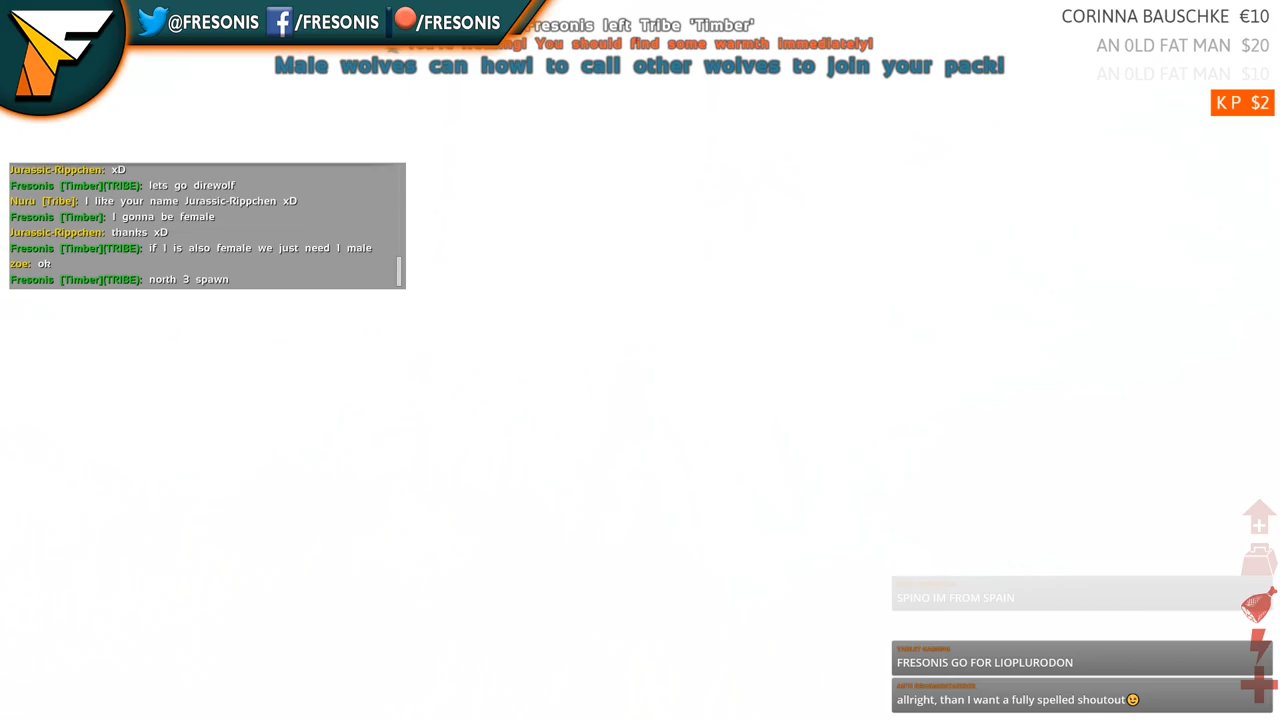 @FRESONIS /FRESONIS /FRESONIS
Fresonis left Tribe 'Timber'
You should find some warmth immediately!
Male wolves can howl to call other wolves to join your pack!
CORINNA BAUSCHKE €10
AN 0LD FAT MAN $20
AN 0LD FAT MAN $10
K P $2
Jurassic-Rippchen: xD
Fresonis [Timber](TRIBE): lets go direwolf
Nuru [Tribe]: I like your name Jurassic-Rippchen xD
Fresonis [Timber]: I gonna be female
Jurassic-Rippchen: thanks xD
Fresonis [Timber](TRIBE): if 1 is also female we just need 1 male
zoe: ok
Fresonis [Timber](TRIBE): north 3 spawn
SPINO IM FROM SPAIN
FRESONIS GO FOR LIOPLURODON
allright, than I want a fully spelled shoutout